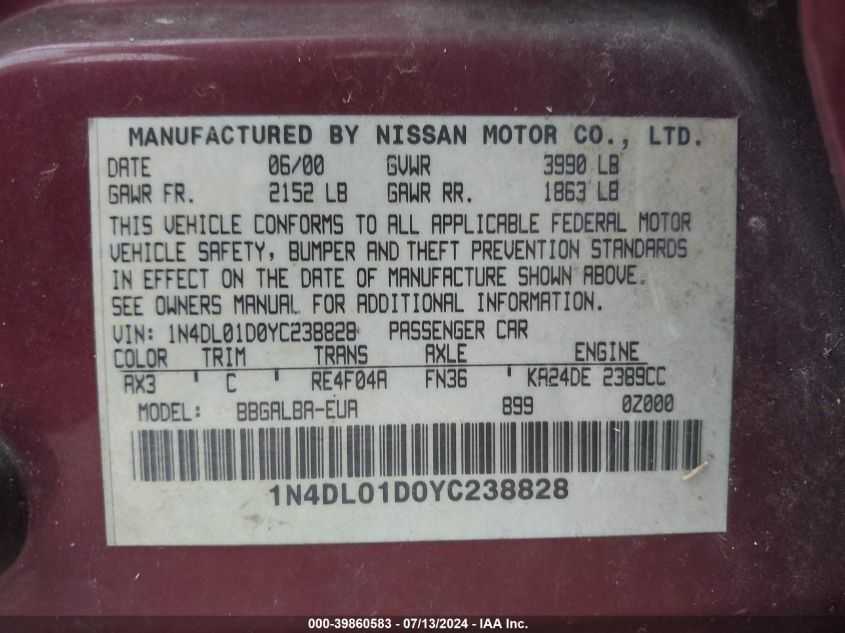 MANUFACTURED BY NISSAN MOTOR CO., LTD.
DATE 06/00 GVWR 3990 LB
GAWR FR. 2152 LB GAWR RR. 1863 LB
THIS VEHICLE CONFORMS TO ALL APPLICABLE FEDERAL MOTOR
VEHICLE SAFETY, BUMPER AND THEFT PREVENTION STANDARDS
IN EFFECT ON THE DATE OF MANUFACTURE SHOWN ABOVE.
SEE OWNERS MANUAL FOR ADDITIONAL INFORMATION.
VIN: 1N4DL01D0YC238828 PASSENGER CAR
COLOR TRIM TRANS AXLE ENGINE
AX3 ' C ' RE4F04A FN36 ' KA24DE 2389CC
MODEL: BBGALBA-EUA 899 0Z000
1N4DL01D0YC238828
000-39860583 / 07/13/2024 - IAA Inc.